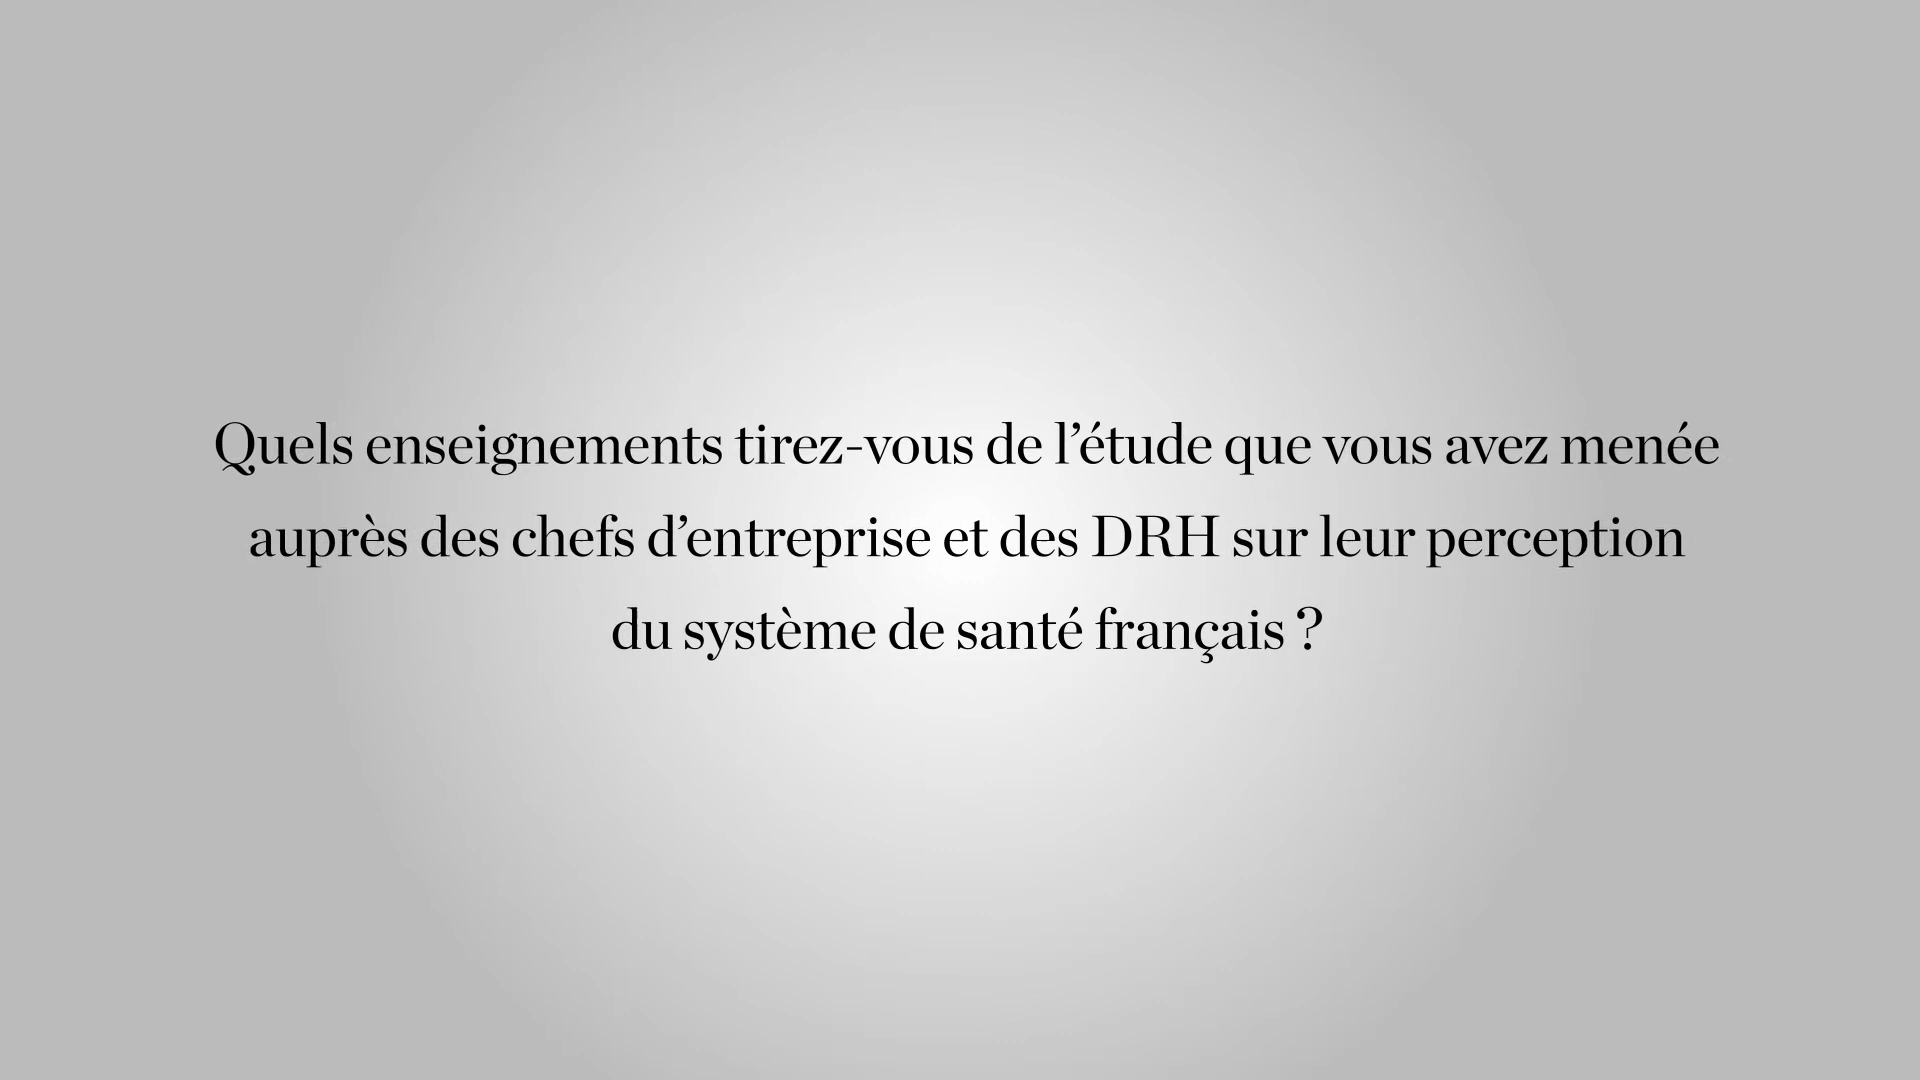 Quels enseignements tirez-vous de l’étude que vous avez menée
auprès des chefs d’entreprise et des DRH sur leur perception
du système de santé français ?